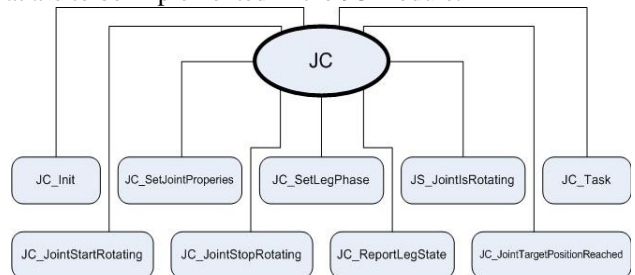 JC
JC_Init
JC_SetJointProperies
JC_SetLegPhase
JS_JointIsRotating
JC_Task
JC_JointStartRotating
JC_JointStopRotating
JC_ReportLegState
JC_JointTargetPositionReached